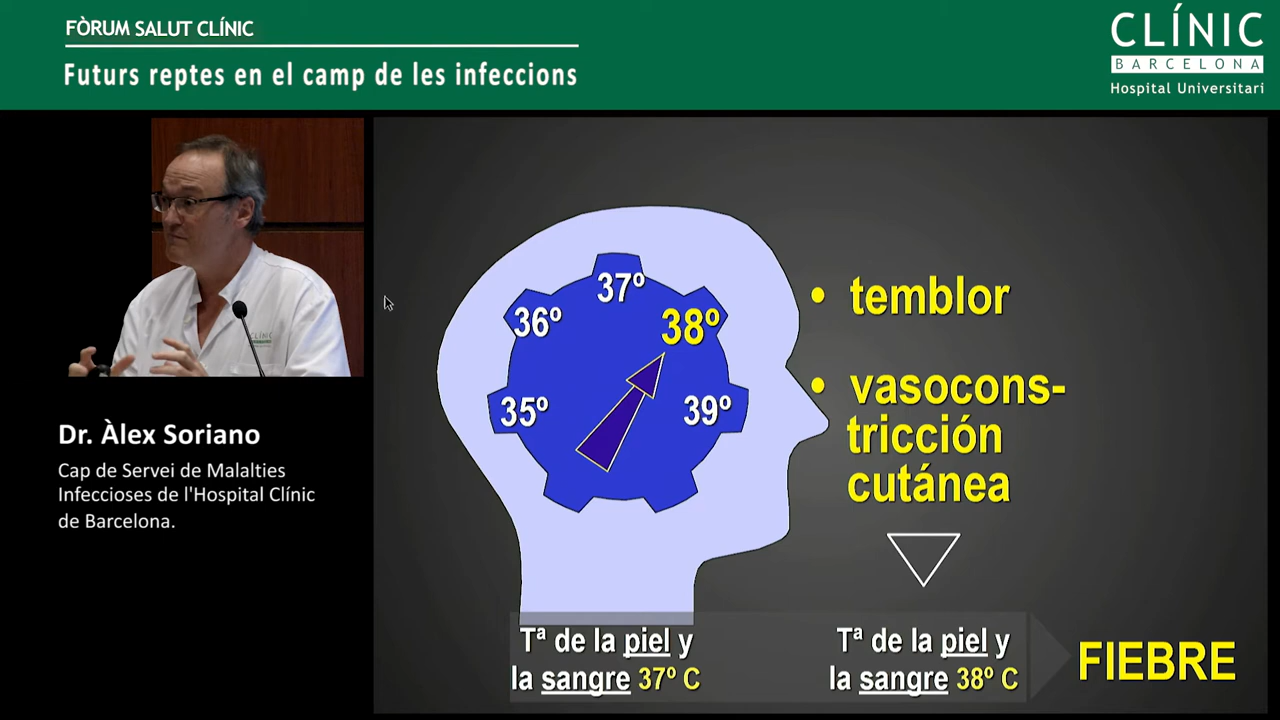 FÒRUM SALUT CLÍNIC
Futurs reptes en el camp de les infeccions
CLÍNIC
BARCELONA
Hospital Universitari
CLÍNIC
Dr. Àlex Soriano
Cap de Servei de Malalties
Infeccioses de l'Hospital Clínic
de Barcelona.
35º
36º
37º
38º
39º
• temblor
• vasocons-
tricción
cutánea
Tª de la piel y
la sangre 37º C
Tª de la piel y
la sangre 38º C
FIEBRE